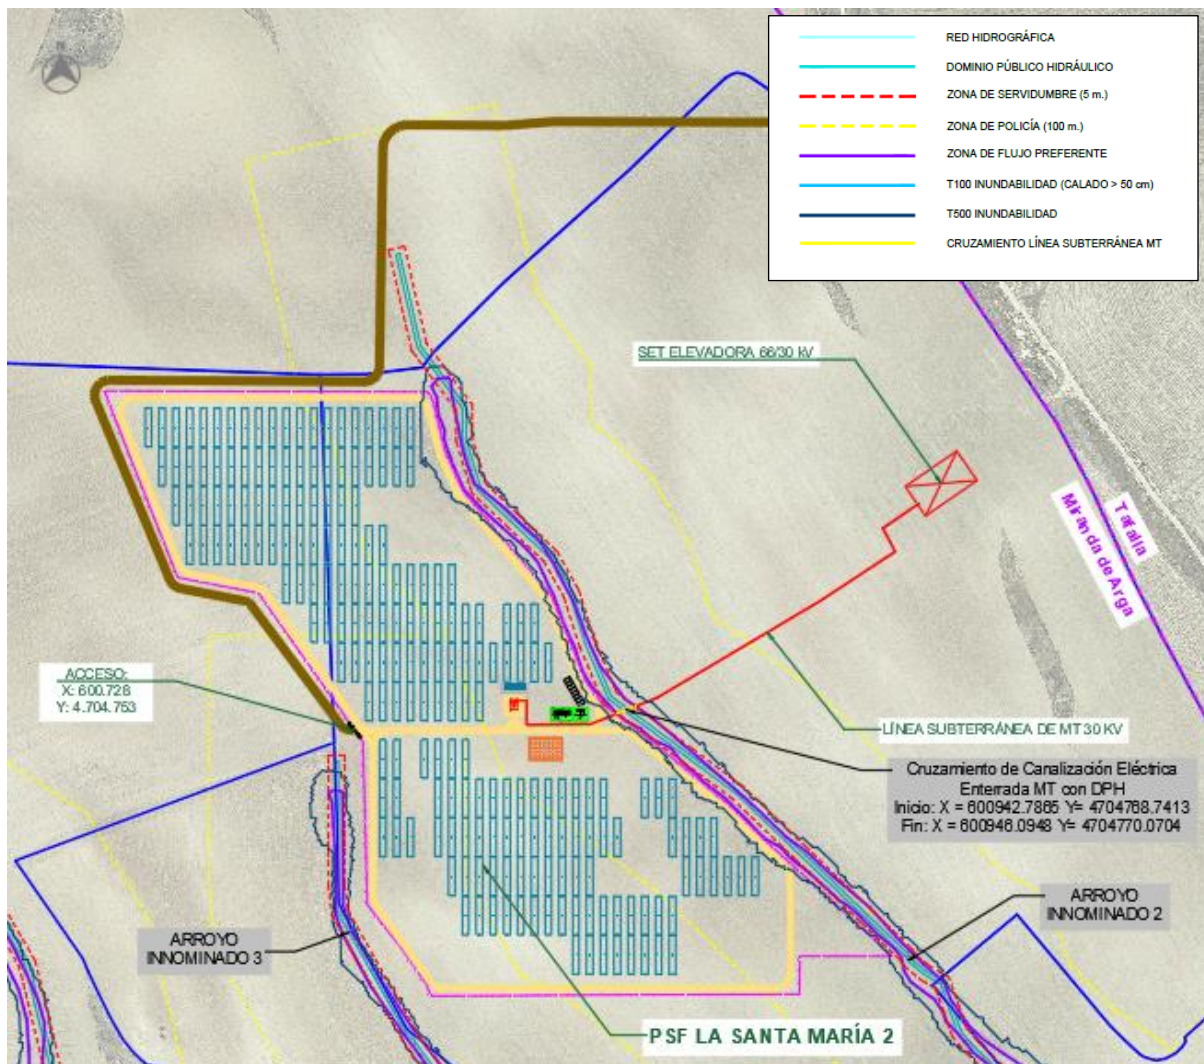 RED HIDROGRÁFICA
DOMINIO PÚBLICO HIDRÁULICO
ZONA DE SERVIDUMBRE (5 m.)
ZONA DE POLICÍA (100 m.)
ZONA DE FLUJO PREFERENTE
T100 INUNDABILIDAD (CALADO > 50 cm)
T500 INUNDABILIDAD
CRUZAMIENTO LÍNEA SUBTERRÁNEA MT
SET ELEVADORA 66/30 kV
Tafalla
Miranda de Arga
ACCESO:
X: 600.728
Y: 4.704.753
LÍNEA SUBTERRÁNEA DE MT 30 KV
Cruzamiento de Canalización Eléctrica
Enterrada MT con DPH
Inicio: X = 600942.7865 Y= 4704768.7413
Fin: X = 600946.0948 Y= 4704770.0704
ARROYO
INNOMINADO 2
ARROYO
INNOMINADO 3
PSF LA SANTA MARÍA 2